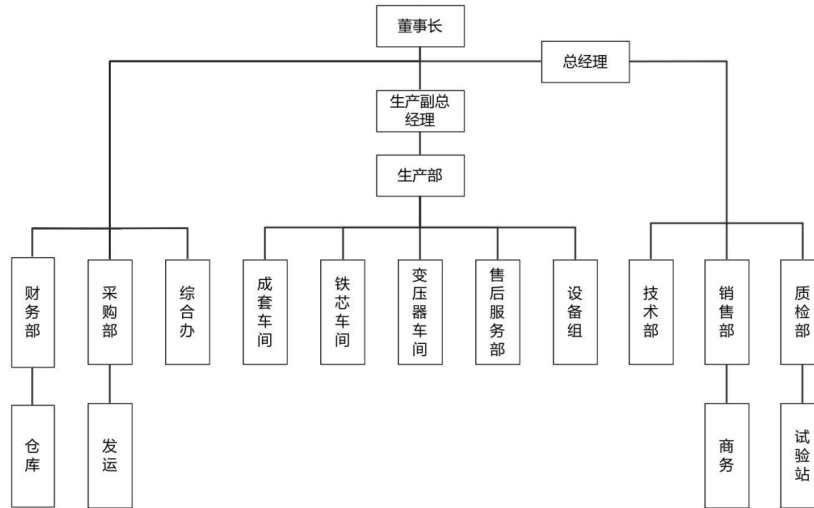 董事长
总经理
生产副总
经理
生产部
财务部
采购部
综合办
成套车间
铁芯车间
变压器车间
售后服务部
设备组
技术部
销售部
质检部
仓库
发运
商务
试验站